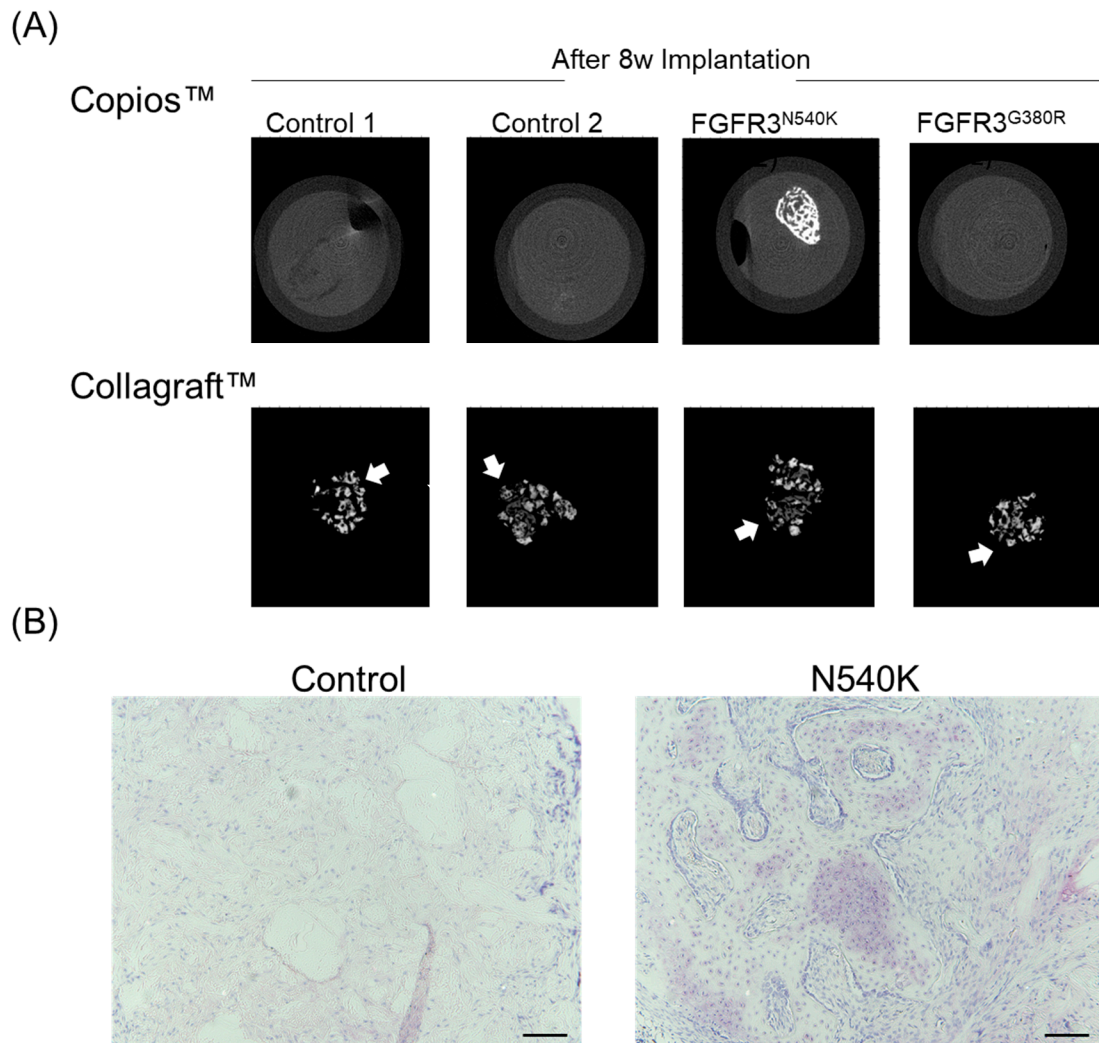 (A)
After 8w Implantation
Copios™
Control 1
Control 2
FGFR3N540K
FGFR3G380R
Collagraft™
(B)
Control
N540K